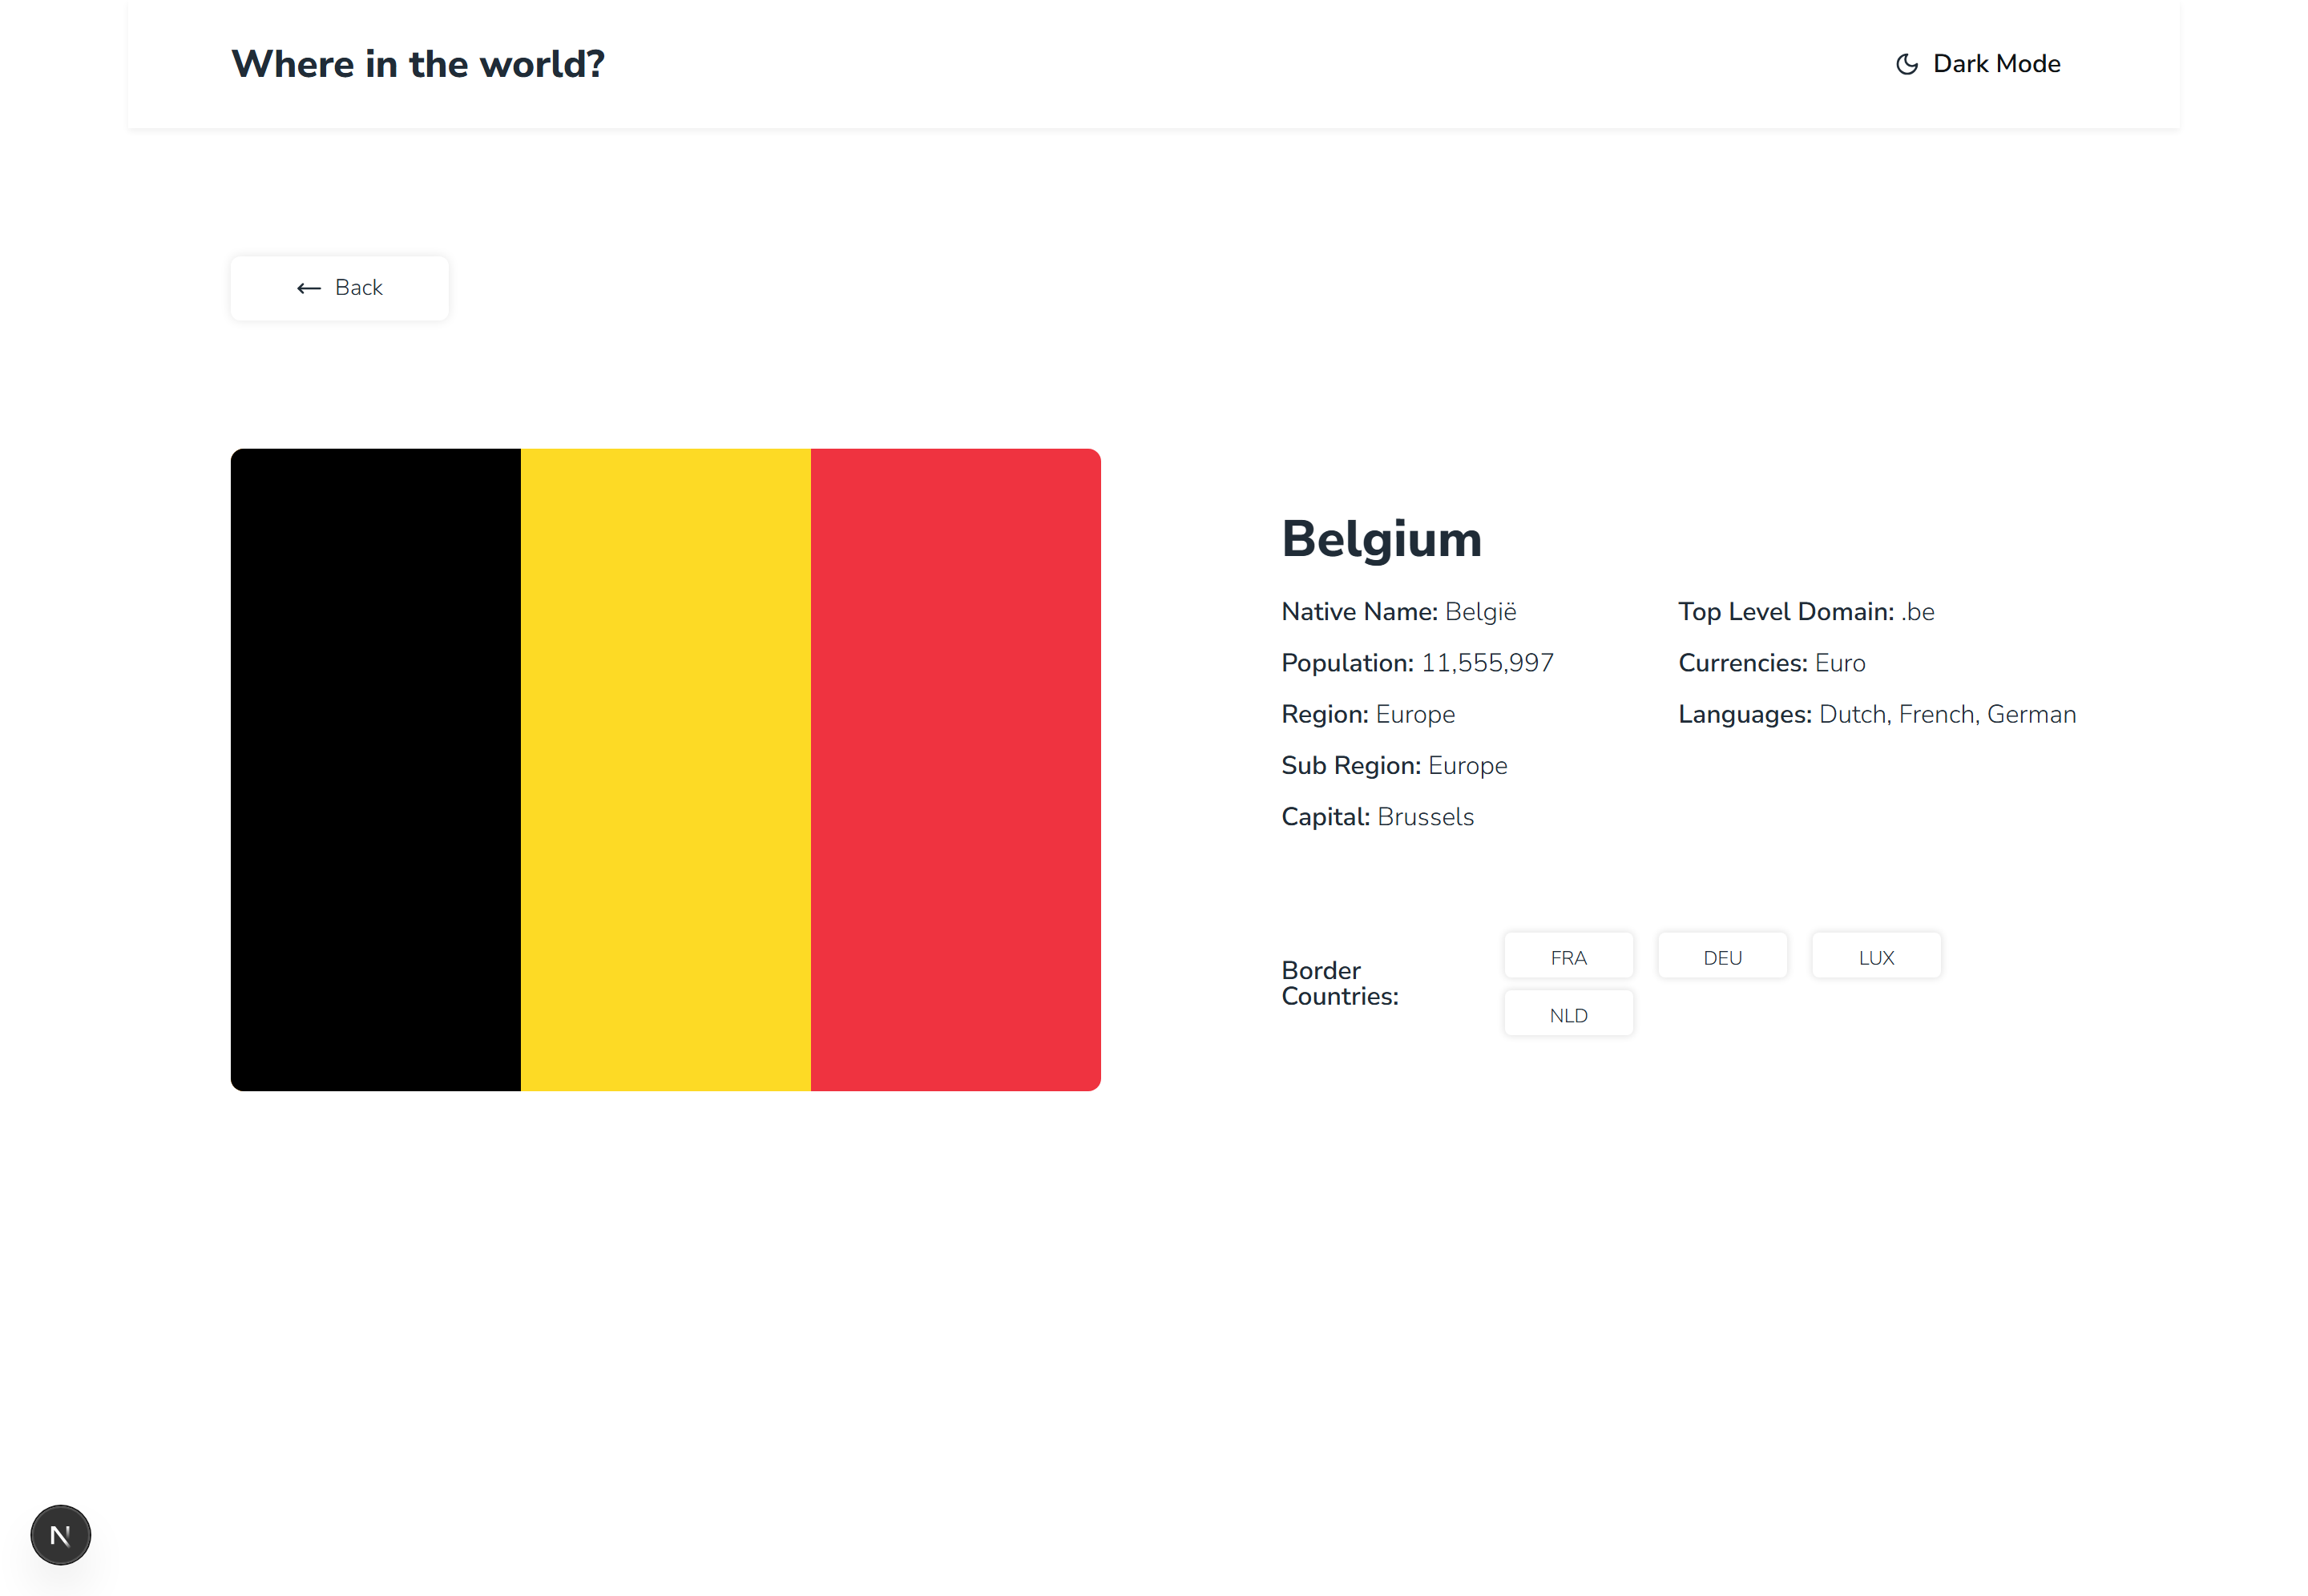 Where in the world?
Dark Mode
Back
Belgium
Native Name: België
Population: 11,555,997
Region: Europe
Sub Region: Europe
Capital: Brussels
Top Level Domain: .be
Currencies: Euro
Languages: Dutch, French, German
Border
Countries:
FRA
DEU
LUX
NLD
N